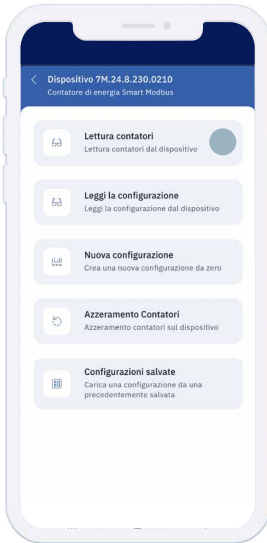 Dispositivo 7M.24.8.230.0210
Contatore di energia Smart Modbus
Lettura contatori
Lettura contatori dal dispositivo
Leggi la configurazione
Leggi la configurazione dal dispositivo
Nuova configurazione
Crea una nuova configurazione da zero
Azzeramento Contatori
Azzeramento contatori sul dispositivo
Configurazioni salvate
Carica una configurazione da una
precedentemente salvata